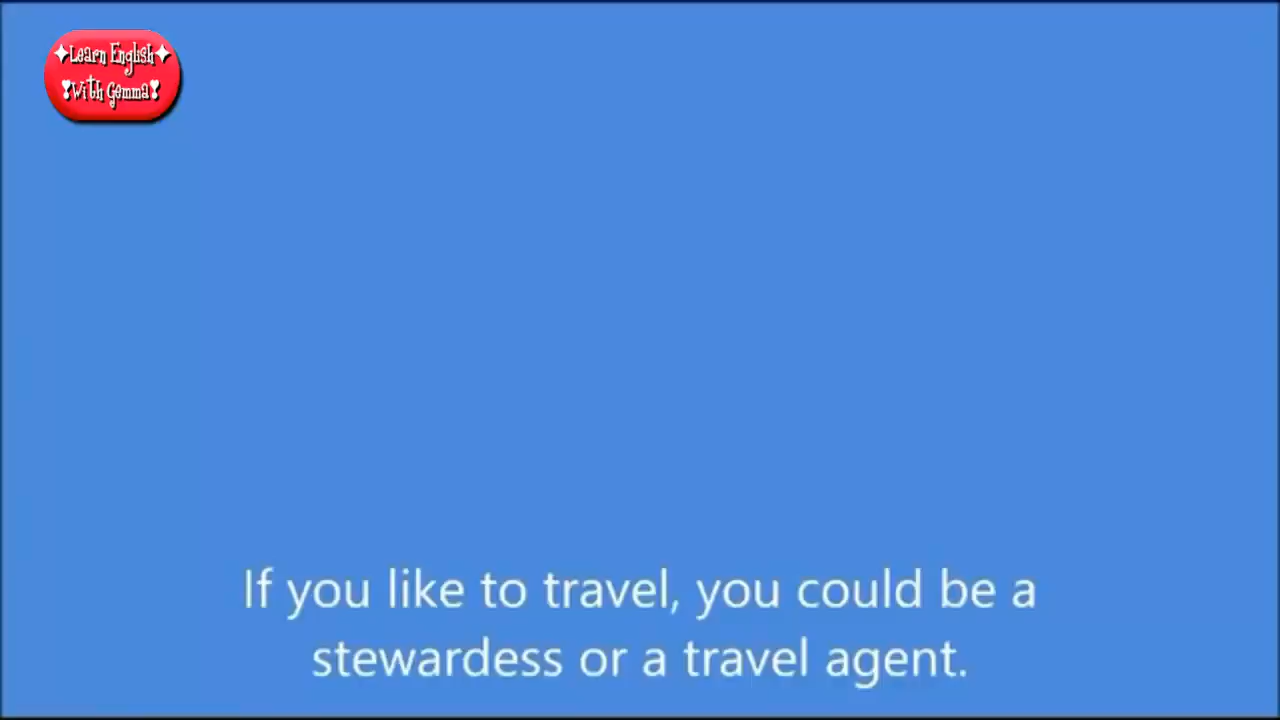 ✦Learn English✦
❣With Gemma❣
If you like to travel, you could be a
stewardess or a travel agent.